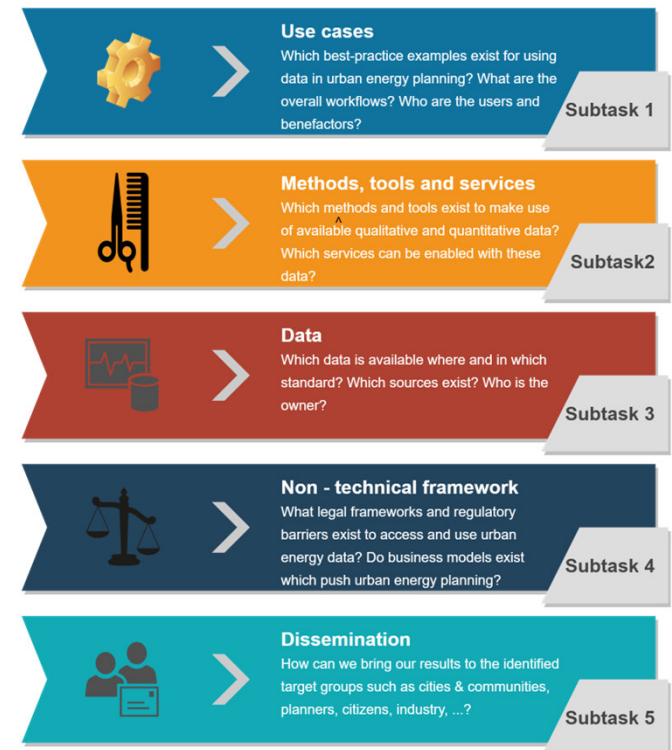 Use cases
Which best-practice examples exist for using
data in urban energy planning? What are the
overall workflows? Who are the users and
benefactors?
Subtask 1
Methods, tools and services
Which methods and tools exist to make use
^
of available qualitative and quantitative data?
Which services can be enabled with these
data?
Subtask2
Data
Which data is available where and in which
standard? Which sources exist? Who is the
owner?
Subtask 3
Non - technical framework
What legal frameworks and regulatory
barriers exist to access and use urban
energy data? Do business models exist
which push urban energy planning?
Subtask 4
Dissemination
How can we bring our results to the identified
target groups such as cities & communities,
planners, citizens, industry, ...?
Subtask 5